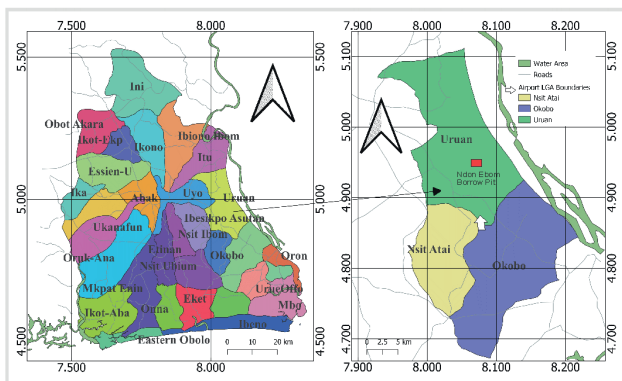 7.500
8.000
5.500
5.000
4.500
5.500
5.000
4.500
7.500
8.000
Ini
Obot Akara
Ikot-Ekp
Ikono
Ibiono Ibom
Itu
Essien-U
Ika
Abak
Uyo
Uruan
Ukauafun
Ibesikpo Asutan
Nsit Ibom
Etinan
Nsit Ubium
Okobo
Oron
Oruk-Ana
Mkpat Enin
Ikot-Aba
Onna
Eket
Mbo
Ibeno
Eastern Obolo
0 10 20 km
8.000
8.100
8.200
5.100
5.000
4.900
4.800
4.700
5.100
5.000
4.900
4.800
4.700
8.000
8.100
8.200
Water Area
Roads
Airport LGA Boundaries
Nsit Atai
Okobo
Uruan
Uruan
Ndon Ebom
Borrow Pit
Nsit Atai
Okobo
0 2.5 5 km